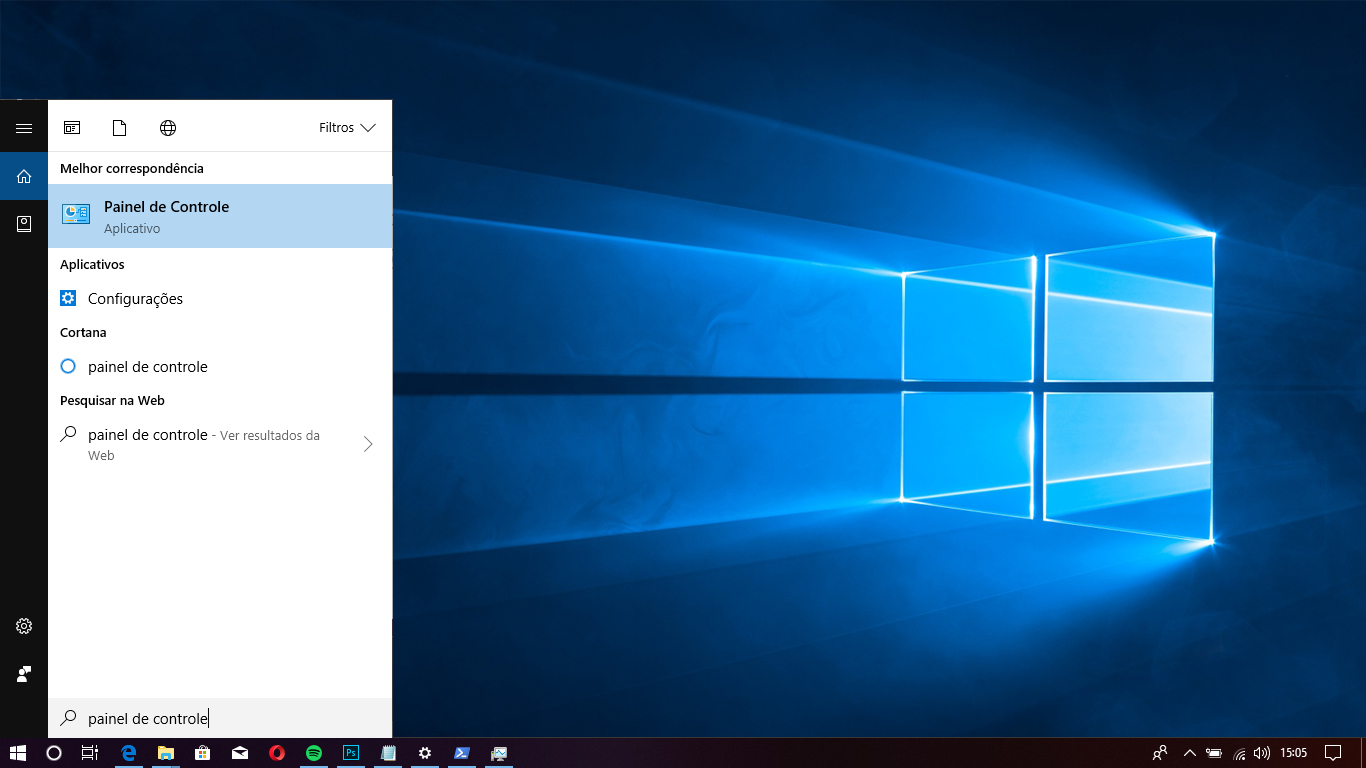 Filtros
Melhor correspondência
Painel de Controle
Aplicativo
Aplicativos
Configurações
Cortana
painel de controle
Pesquisar na Web
painel de controle - Ver resultados da
Web
painel de controle
Ps
15:05